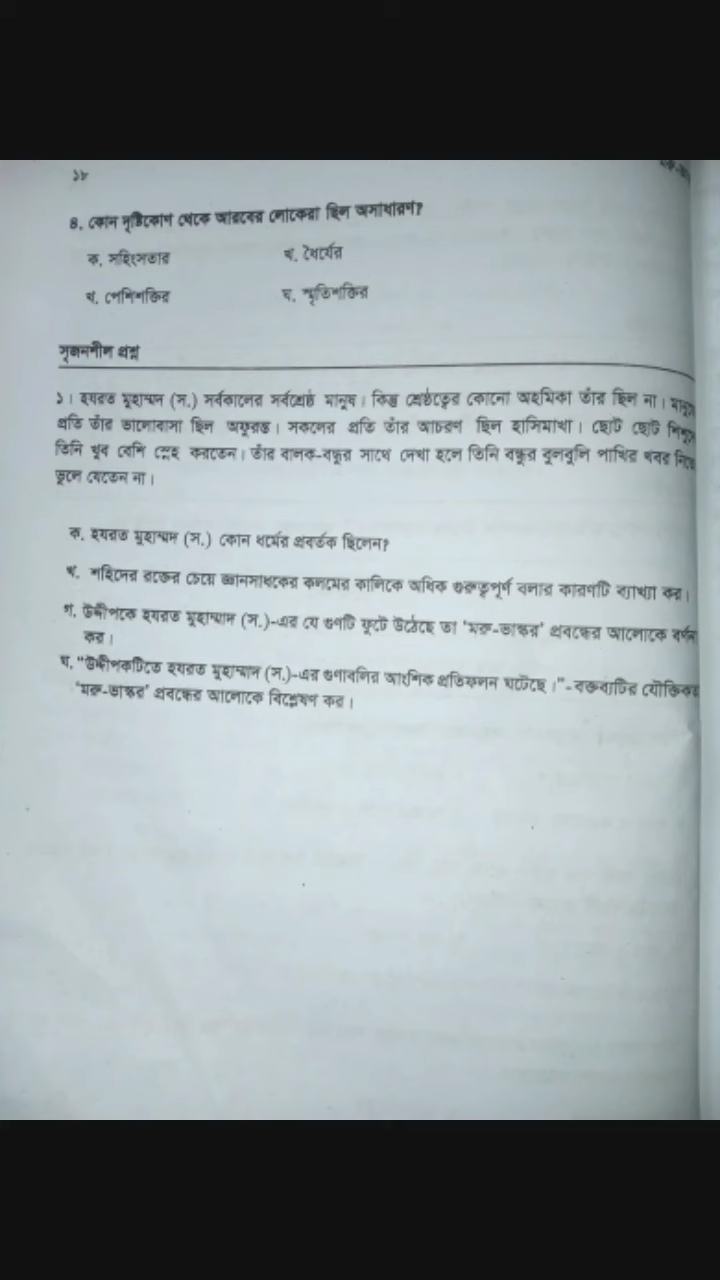 ১৮
৪. কোন দৃষ্টিকোণ থেকে আরবের লোকেরা ছিল অসাধারণ?
ক. সহিংসতার খ. ধৈর্যের
গ. পেশিশক্তির ঘ. স্মৃতিশক্তির
সৃজনশীল প্রশ্ন
১। হযরত মুহাম্মদ (স.) সর্বকালের সর্বশ্রেষ্ঠ মানুষ। কিন্তু শ্রেষ্ঠত্বের কোনো অহমিকা তাঁর ছিল না।
প্রতি তাঁর ভালোবাসা ছিল অফুরন্ত। সকলের প্রতি তাঁর আচরণ ছিল হাসিমাখা। ছোট ছোট
তিনি খুব বেশি স্নেহ করতেন। তাঁর বালক-বন্ধুর সাথে দেখা হলে তিনি বন্ধুর বুলবুলি পাখির খবর নিতে
ভুলে যেতেন না।
ক. হযরত মুহাম্মদ (স.) কোন ধর্মের প্রবর্তক ছিলেন?
খ. শহিদের রক্তের চেয়ে জ্ঞানসাধকের কলমের কালিকে অধিক গুরুত্বপূর্ণ বলার কারণটি ব্যাখ্যা কর।
গ. উদ্দীপকে হযরত মুহাম্মাদ (স.)-এর যে গুণটি ফুটে উঠেছে তা ‘মরু-ভাস্কর’ প্রবন্ধের আলোকে বর্ণনা
কর।
ঘ. “উদ্দীপকটিতে হযরত মুহাম্মাদ (স.)-এর গুণাবলির আংশিক প্রতিফলন ঘটেছে।”-বক্তব্যটির যৌক্তিকতা
‘মরু-ভাস্কর’ প্রবন্ধের আলোকে বিশ্লেষণ কর।